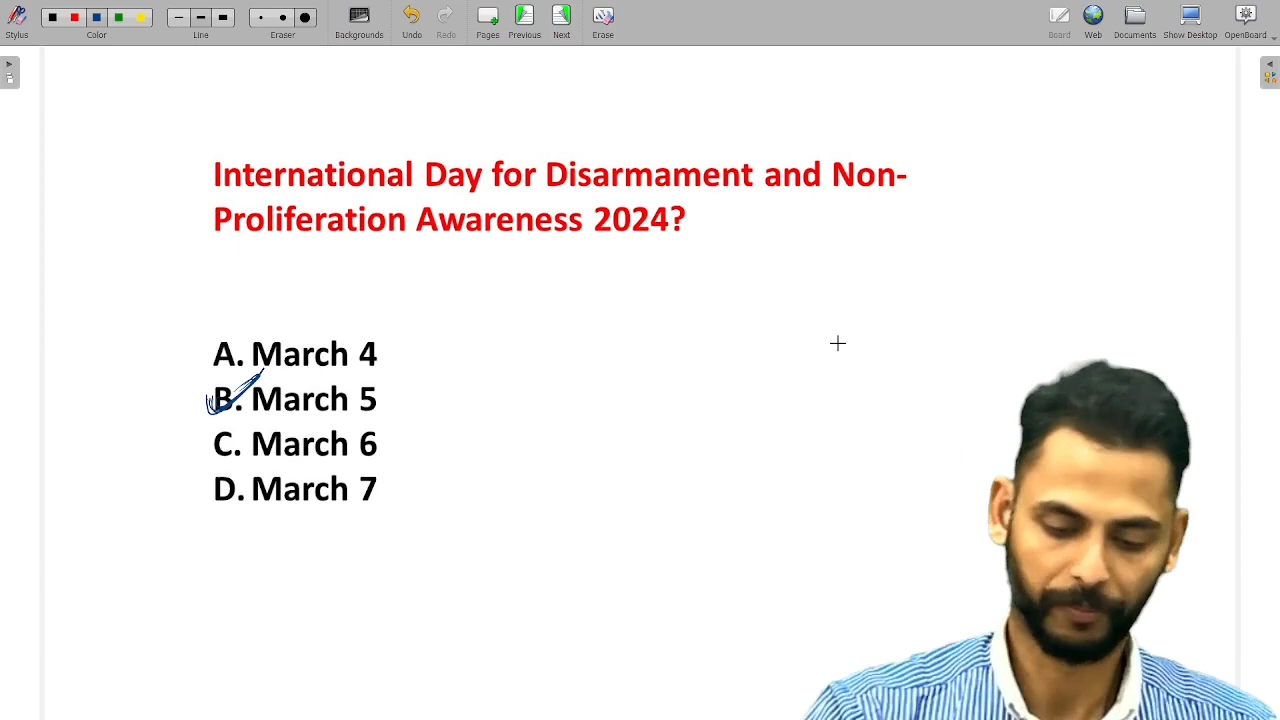 Stylus
Color
Line
Eraser
Backgrounds
Undo
Redo
Pages
Previous
Next
Erase
Board
Web
Documents
Show Desktop
OpenBoard
International Day for Disarmament and Non-
Proliferation Awareness 2024?
A. March 4
B. March 5
C. March 6
D. March 7